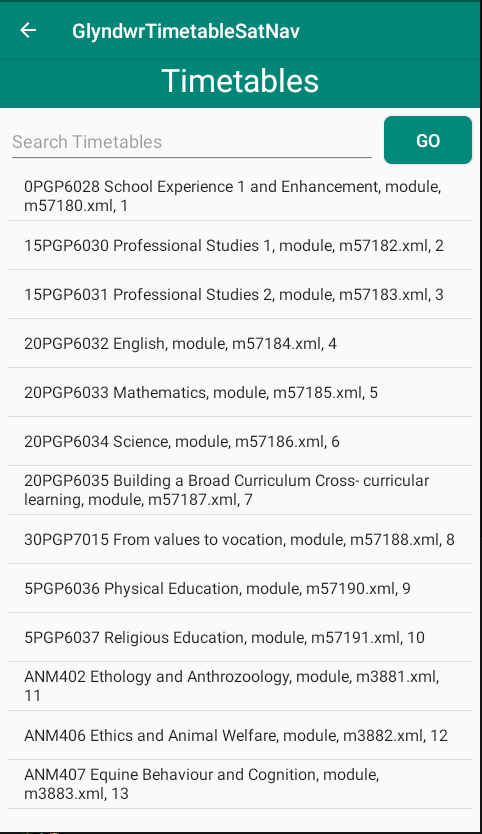 GlyndwrTimetableSatNav
Timetables
Search Timetables
GO
0PGP6028 School Experience 1 and Enhancement, module,
m57180.xml, 1
15PGP6030 Professional Studies 1, module, m57182.xml, 2
15PGP6031 Professional Studies 2, module, m57183.xml, 3
20PGP6032 English, module, m57184.xml, 4
20PGP6033 Mathematics, module, m57185.xml, 5
20PGP6034 Science, module, m57186.xml, 6
20PGP6035 Building a Broad Curriculum Cross- curricular
learning, module, m57187.xml, 7
30PGP7015 From values to vocation, module, m57188.xml, 8
5PGP6036 Physical Education, module, m57190.xml, 9
5PGP6037 Religious Education, module, m57191.xml, 10
ANM402 Ethology and Anthrozoology, module, m3881.xml,
11
ANM406 Ethics and Animal Welfare, module, m3882.xml, 12
ANM407 Equine Behaviour and Cognition, module,
m3883.xml, 13